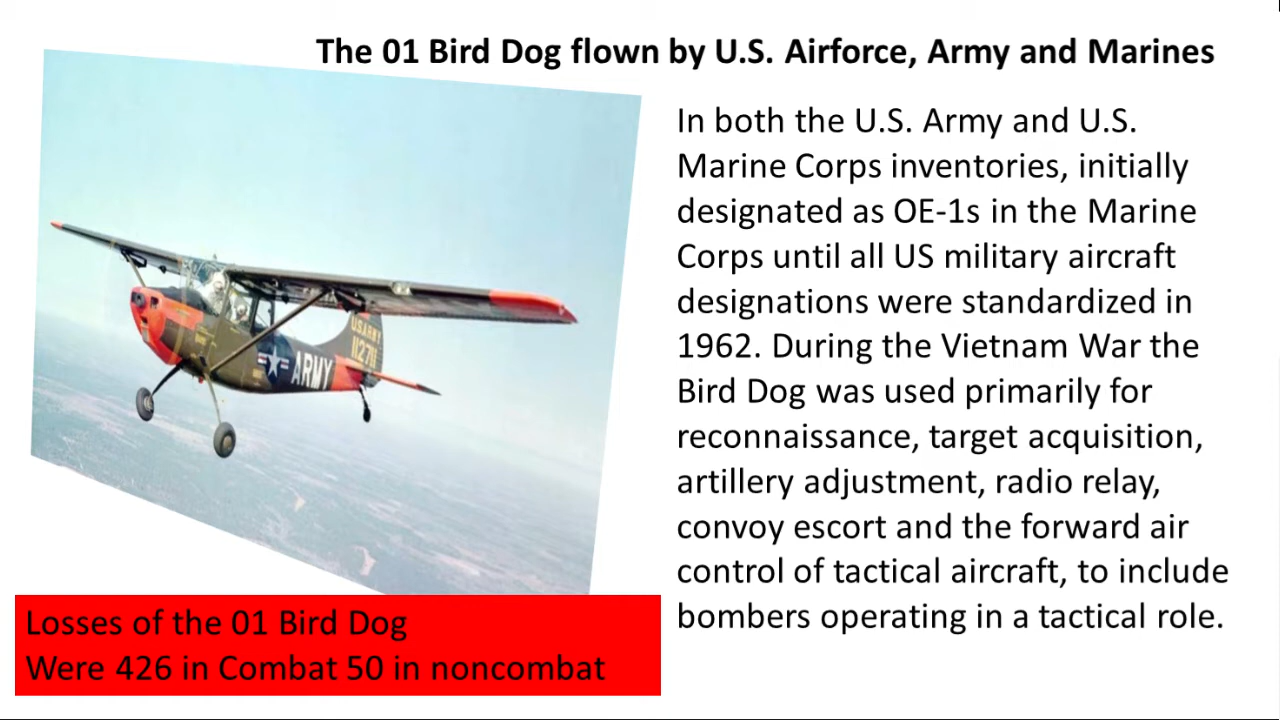 The 01 Bird Dog flown by U.S. Airforce, Army and Marines
In both the U.S. Army and U.S.
Marine Corps inventories, initially
designated as OE-1s in the Marine
Corps until all US military aircraft
designations were standardized in
1962. During the Vietnam War the
Bird Dog was used primarily for
reconnaissance, target acquisition,
artillery adjustment, radio relay,
convoy escort and the forward air
control of tactical aircraft, to include
bombers operating in a tactical role.
US ARMY
112711
ARMY
Losses of the 01 Bird Dog
Were 426 in Combat 50 in noncombat